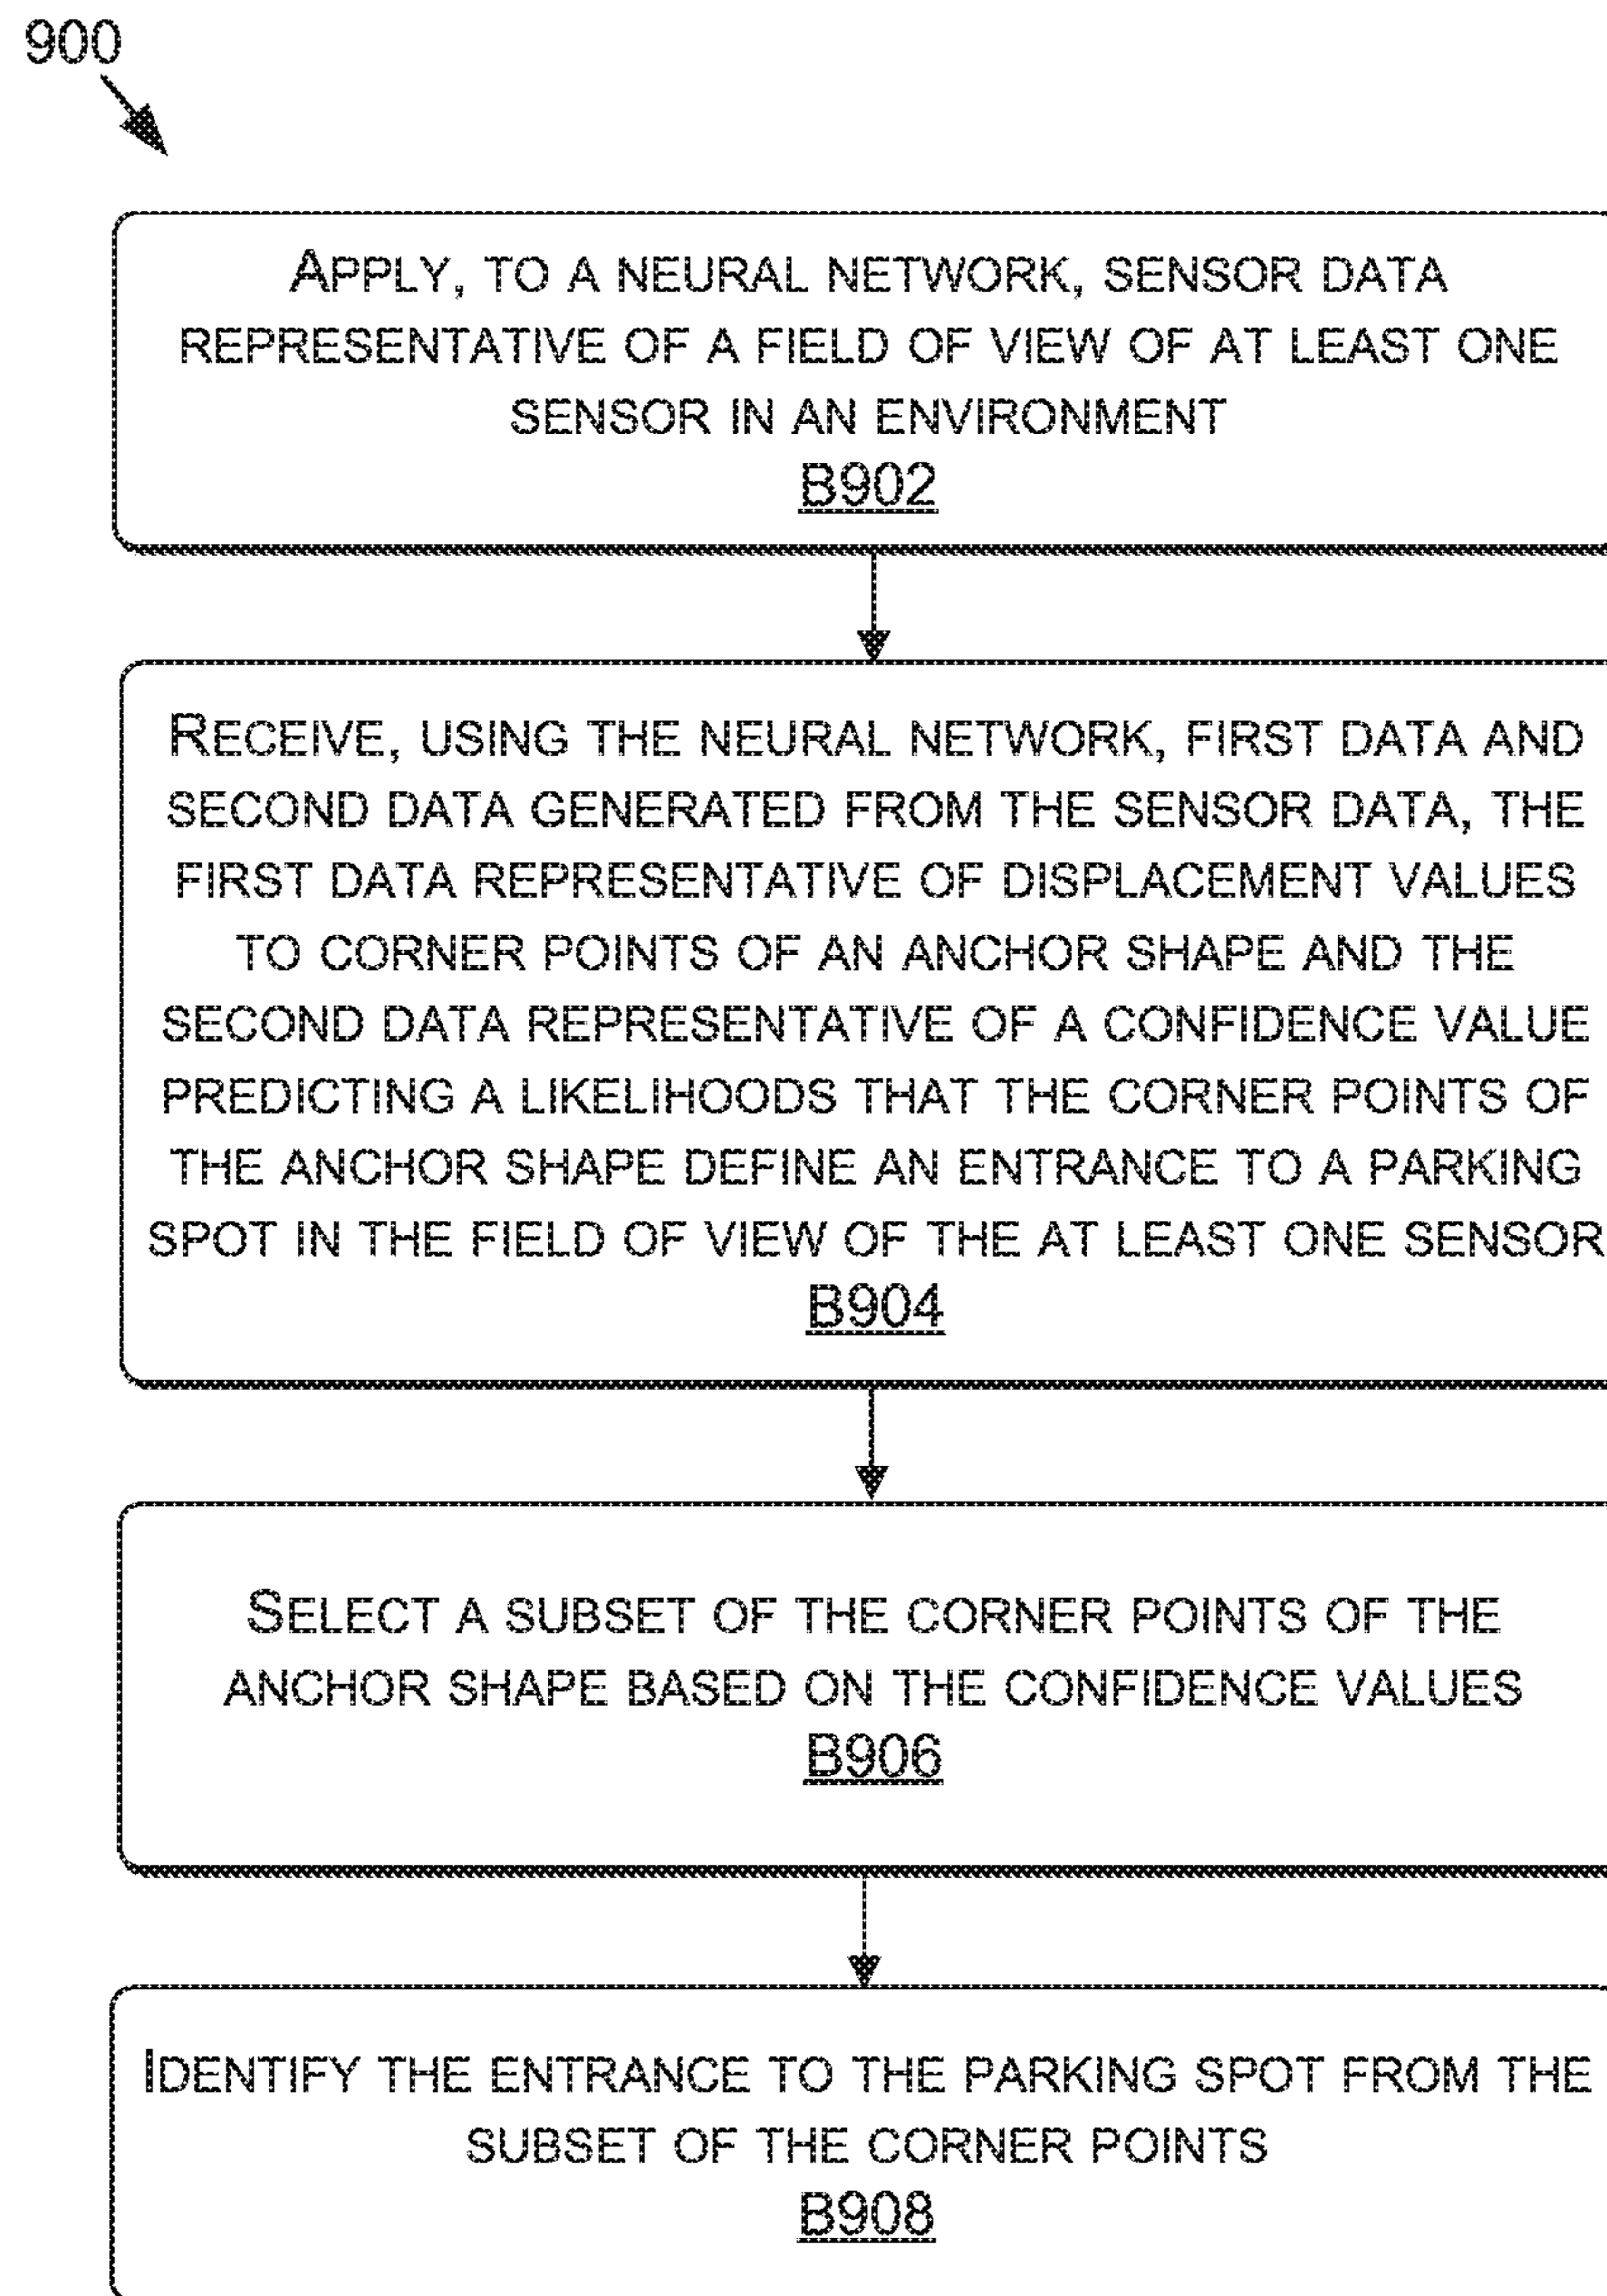 900
APPLY, TO A NEURAL NETWORK, SENSOR DATA
REPRESENTATIVE OF A FIELD OF VIEW OF AT LEAST ONE
SENSOR IN AN ENVIRONMENT
B902
RECEIVE, USING THE NEURAL NETWORK, FIRST DATA AND
SECOND DATA GENERATED FROM THE SENSOR DATA, THE
FIRST DATA REPRESENTATIVE OF DISPLACEMENT VALUES
TO CORNER POINTS OF AN ANCHOR SHAPE AND THE
SECOND DATA REPRESENTATIVE OF A CONFIDENCE VALUE
PREDICTING A LIKELIHOODS THAT THE CORNER POINTS OF
THE ANCHOR SHAPE DEFINE AN ENTRANCE TO A PARKING
SPOT IN THE FIELD OF VIEW OF THE AT LEAST ONE SENSOR
B904
SELECT A SUBSET OF THE CORNER POINTS OF THE
ANCHOR SHAPE BASED ON THE CONFIDENCE VALUES
B906
IDENTIFY THE ENTRANCE TO THE PARKING SPOT FROM THE
SUBSET OF THE CORNER POINTS
B908